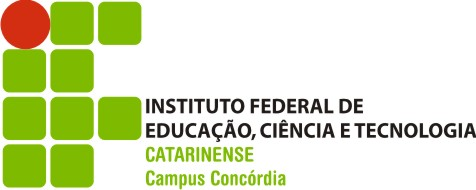 INSTITUTO FEDERAL DE
EDUCAÇÃO, CIÊNCIA E TECNOLOGIA
CATARINENSE
Campus Concórdia